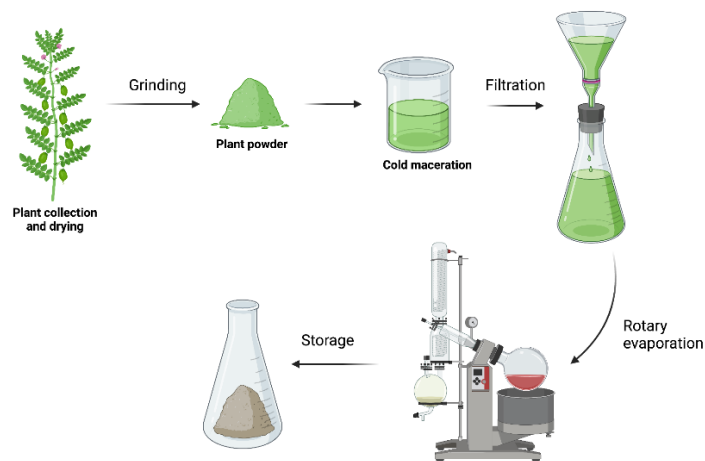 Grinding
Filtration
Plant powder
Cold maceration
Plant collection
and drying
Rotary
evaporation
Storage